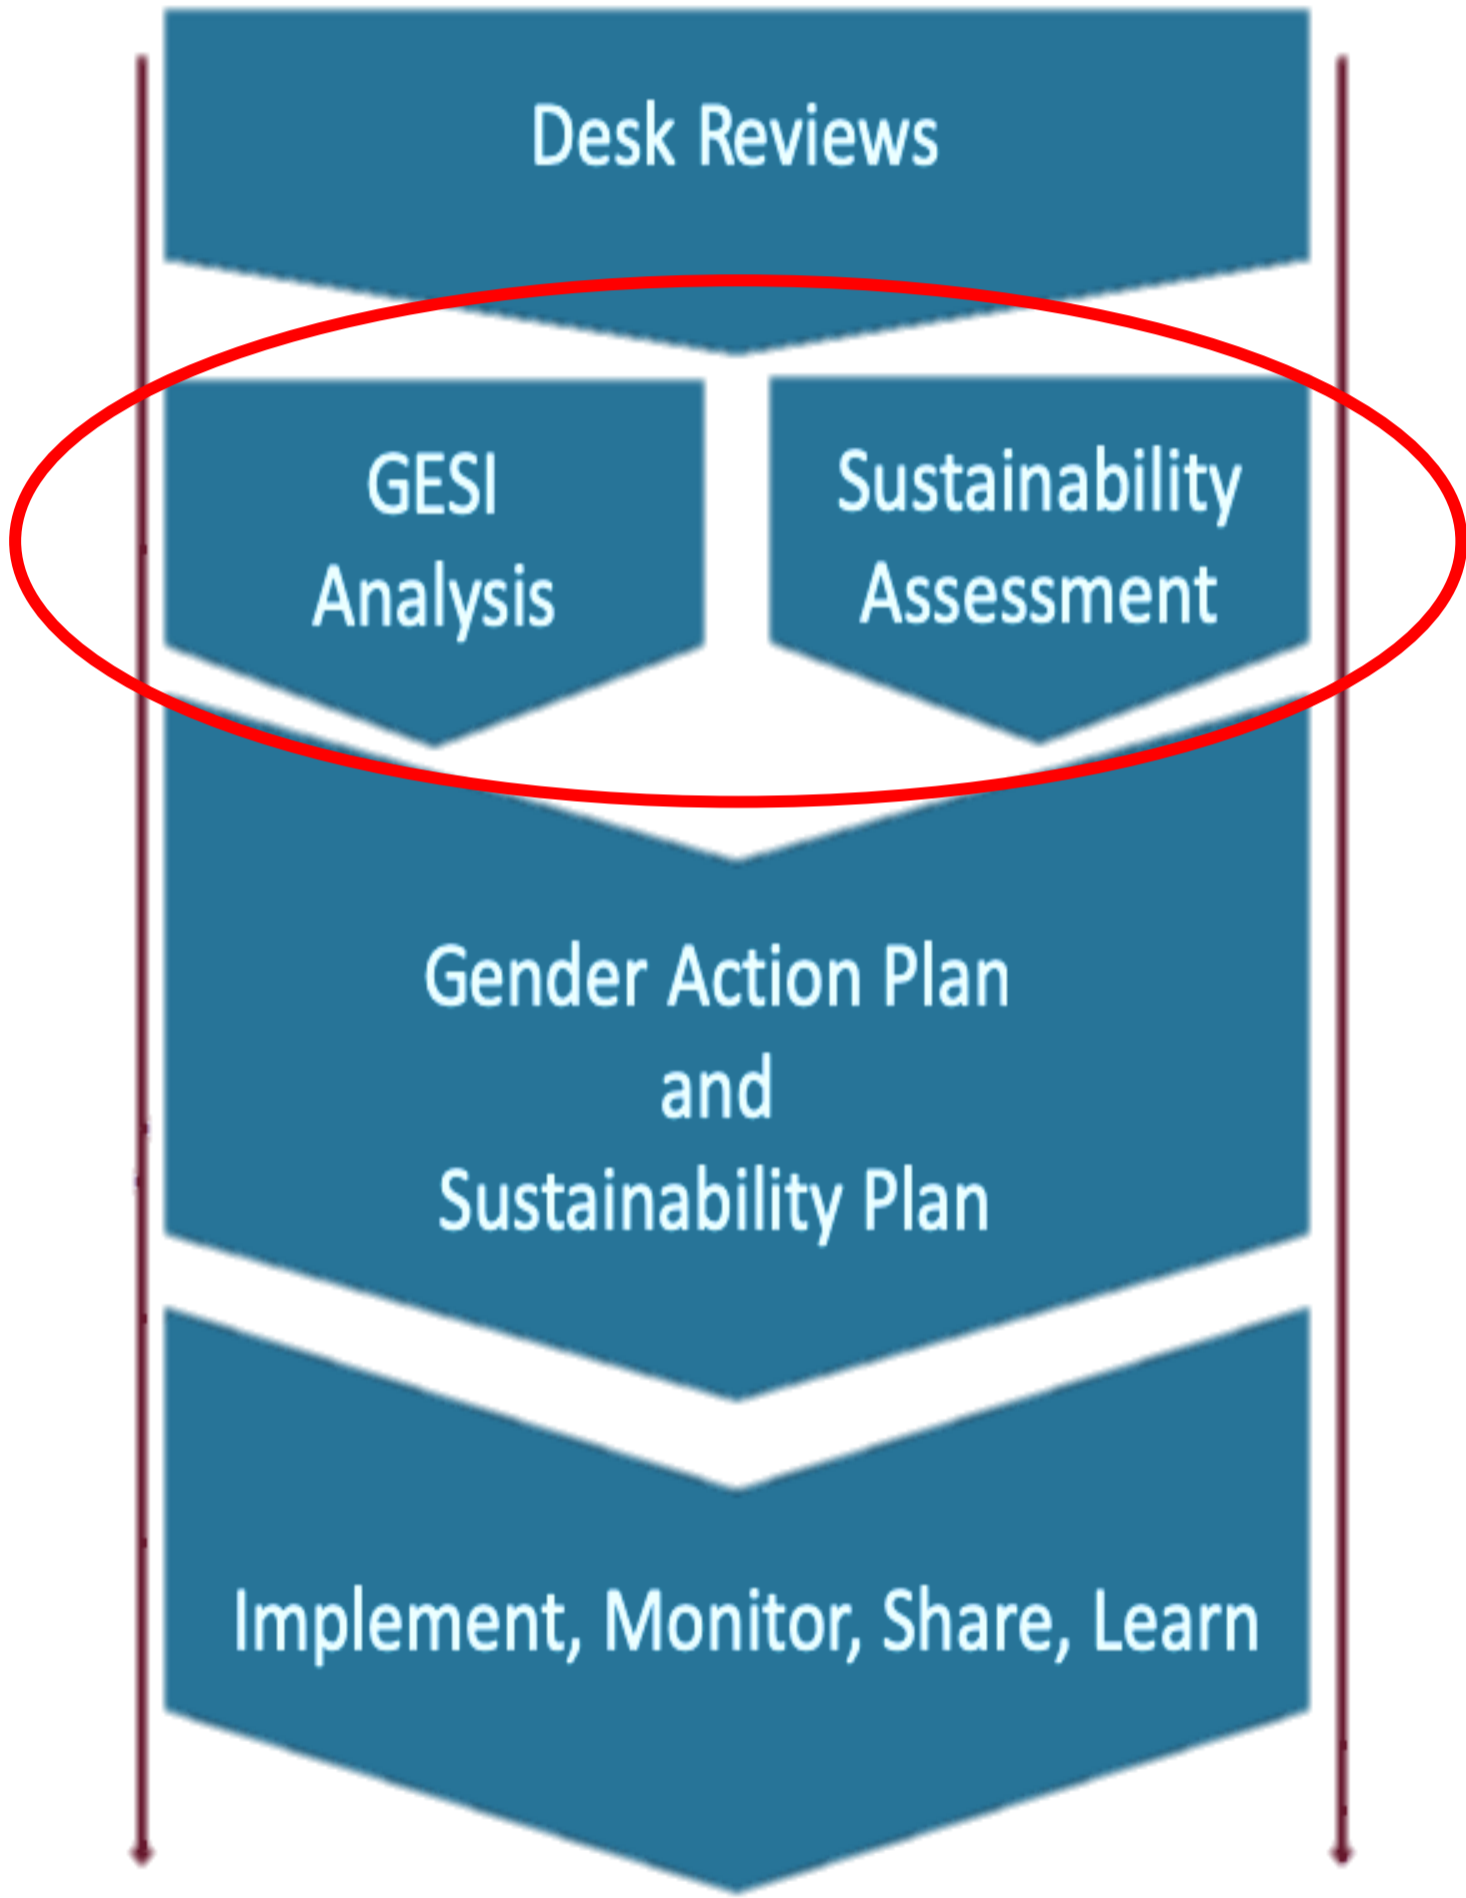 Desk Reviews
GESI
Analysis
Sustainability
Assessment
Gender Action Plan
and
Sustainability Plan
Implement, Monitor, Share, Learn